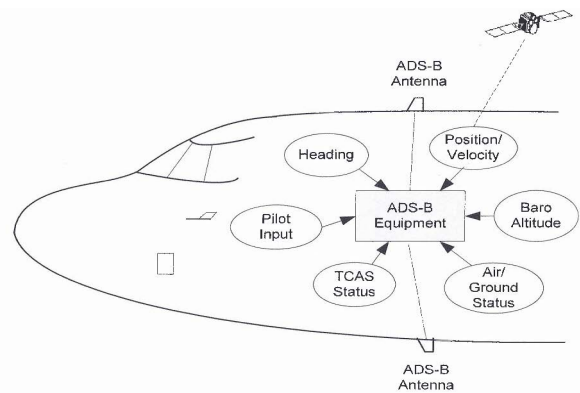 ADS-B
Antenna
Heading
Position/
Velocity
Pilot
Input
ADS-B
Equipment
Baro
Altitude
TCAS
Status
Air/
Ground
Status
ADS-B
Antenna